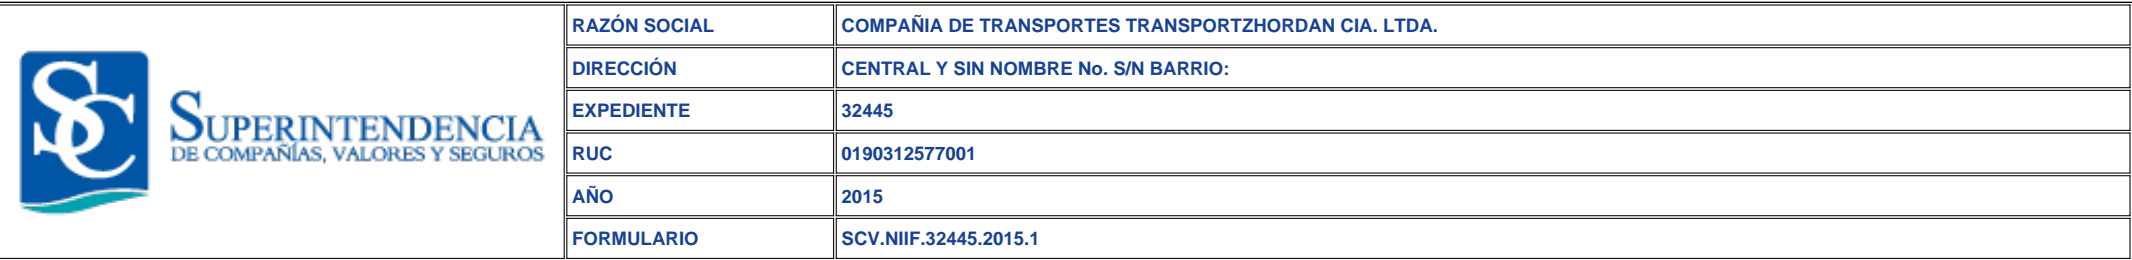 SC
SUPERINTENDENCIA
DE COMPAÑÍAS, VALORES Y SEGUROS
RAZÓN SOCIAL COMPAÑIA DE TRANSPORTES TRANSPORTZHORDAN CIA. LTDA.
DIRECCIÓN CENTRAL Y SIN NOMBRE No. S/N BARRIO:
EXPEDIENTE 32445
RUC 0190312577001
AÑO 2015
FORMULARIO SCV.NIIF.32445.2015.1